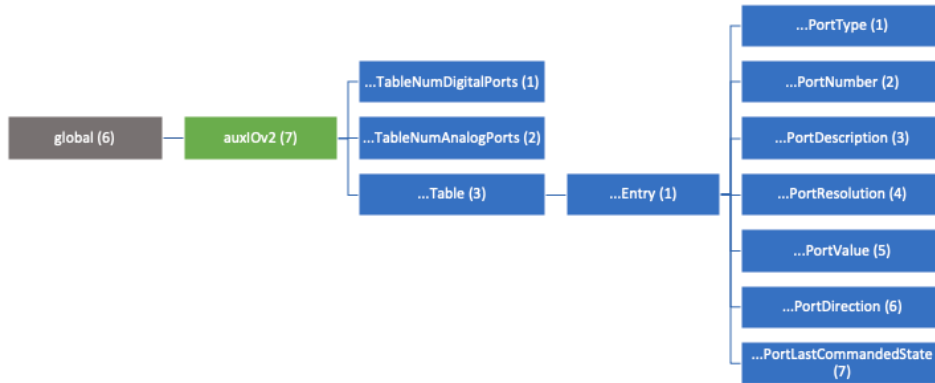 global (6)
auxIOv2 (7)
...TableNumDigitalPorts (1)
...TableNumAnalogPorts (2)
...Table (3)
...Entry (1)
...PortType (1)
...PortNumber (2)
...PortDescription (3)
...PortResolution (4)
...PortValue (5)
...PortDirection (6)
...PortLastCommandedState
(7)